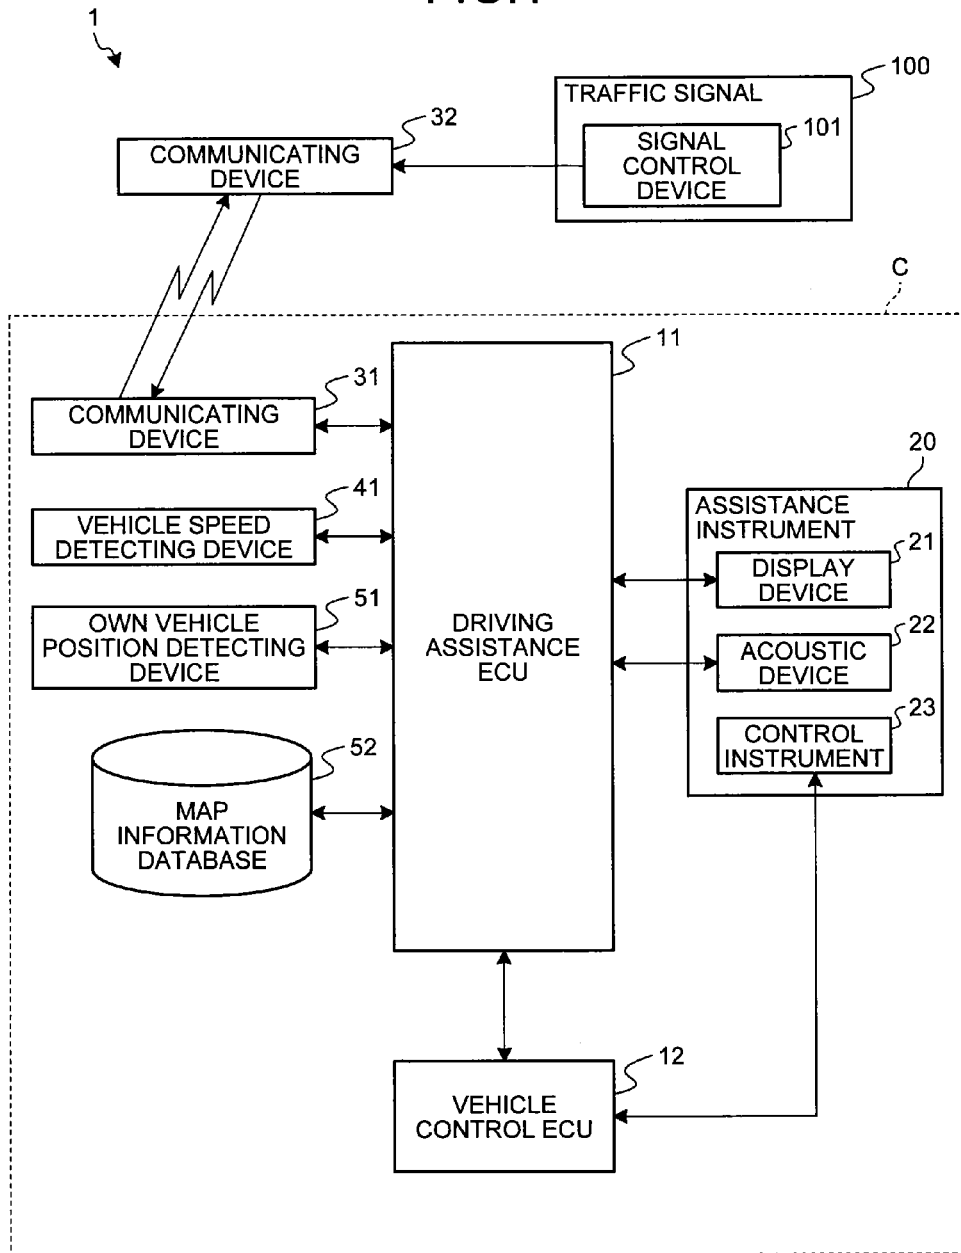 1
100
TRAFFIC SIGNAL
101
SIGNAL
CONTROL
DEVICE
32
COMMUNICATING
DEVICE
C
11
31
COMMUNICATING
DEVICE
41
VEHICLE SPEED
DETECTING DEVICE
51
OWN VEHICLE
POSITION DETECTING
DEVICE
52
MAP
INFORMATION
DATABASE
DRIVING
ASSISTANCE
ECU
20
ASSISTANCE
INSTRUMENT
21
DISPLAY
DEVICE
22
ACOUSTIC
DEVICE
23
CONTROL
INSTRUMENT
12
VEHICLE
CONTROL ECU